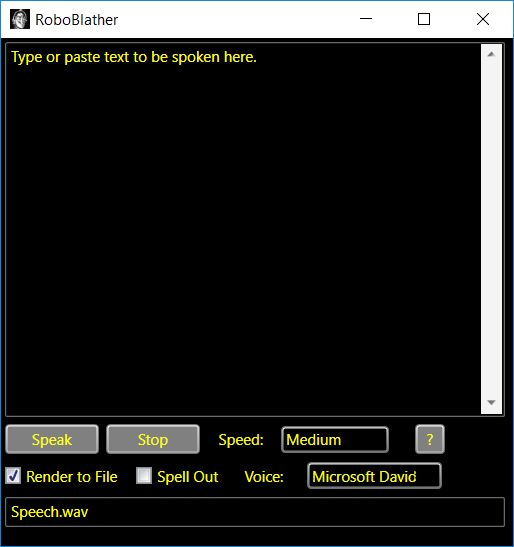 RoboBlather
Type or paste text to be spoken here.
Speak Stop Speed: Medium ?
Render to File Spell Out Voice: Microsoft David
Speech.wav